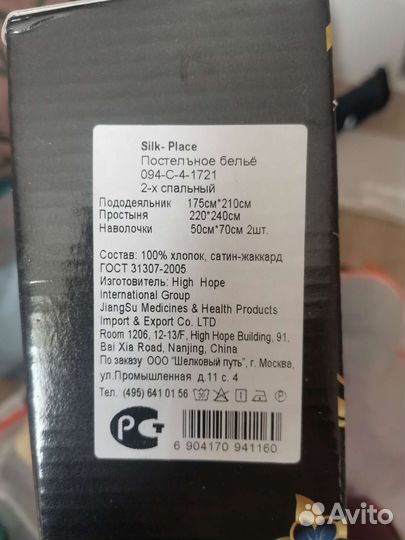 Silk- Place
Постелъное бельё
094-С-4-1721
2-х спальный
Пододеяльник 175см*210см
Простыня 220*240см
Наволочки 50см*70см 2шт.
Состав: 100% хлопок, сатин-жаккард
ГОСТ 31307-2005
Изготовитель: High Hope
International Group
JiangSu Medicines & Health Products
Import & Export Co. LTD
Room 1206, 12-13/F, High Hope Building, 91,
Bai Xia Road, Nanjing, China
По заказу ООО "Шелковый путь", г. Москва,
ул.Промышленная д.11 с. 4
Тел. (495) 641 01 56
РСТ
6 904170 941160
Avito